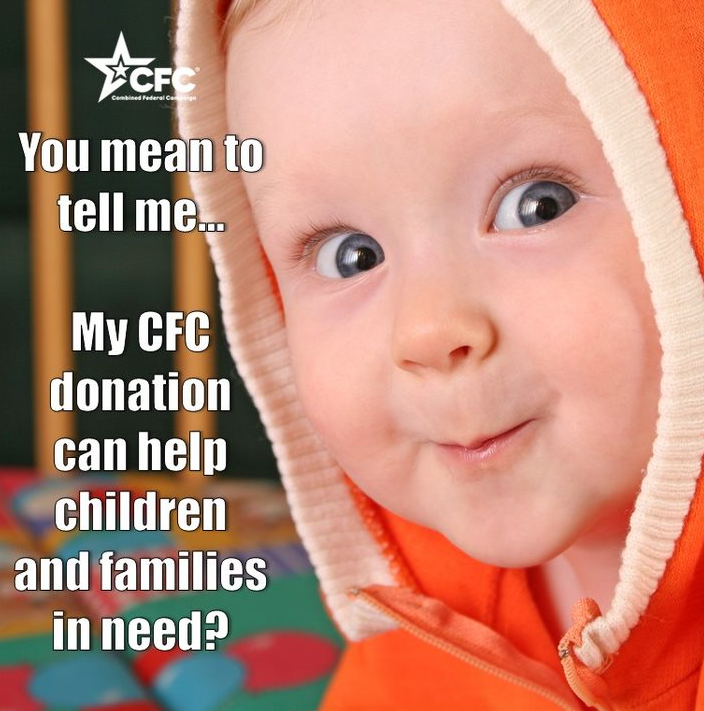 CFC
Combined Federal Campaign
You mean to
tell me...
My CFC
donation
can help
children
and families
in need?